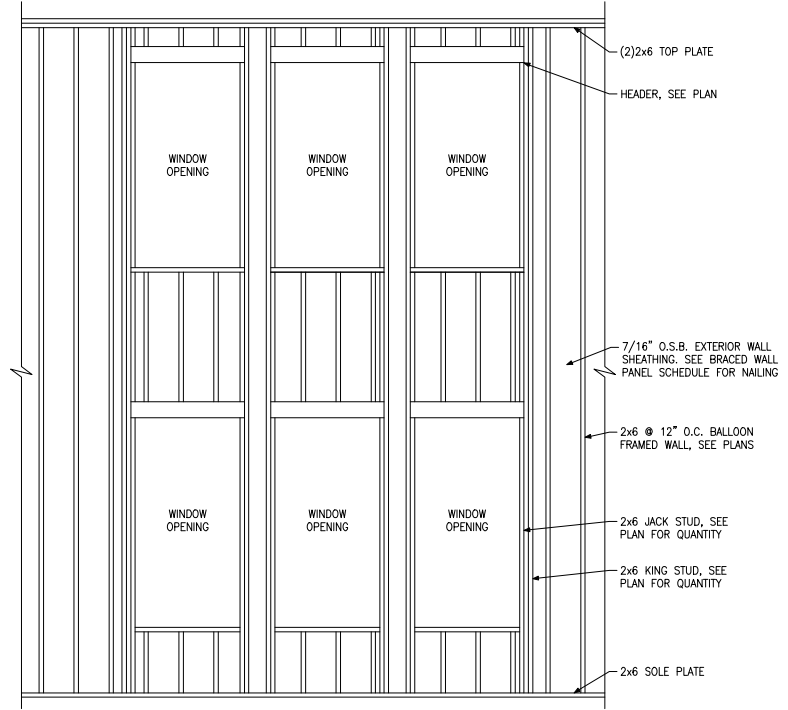 (2)2x6 TOP PLATE
HEADER, SEE PLAN
WINDOW
OPENING
WINDOW
OPENING
WINDOW
OPENING
7/16" O.S.B. EXTERIOR WALL
SHEATHING. SEE BRACED WALL
PANEL SCHEDULE FOR NAILING
2x6 @ 12" O.C. BALLOON
FRAMED WALL, SEE PLANS
WINDOW
OPENING
WINDOW
OPENING
WINDOW
OPENING
2x6 JACK STUD, SEE
PLAN FOR QUANTITY
2x6 KING STUD, SEE
PLAN FOR QUANTITY
2x6 SOLE PLATE